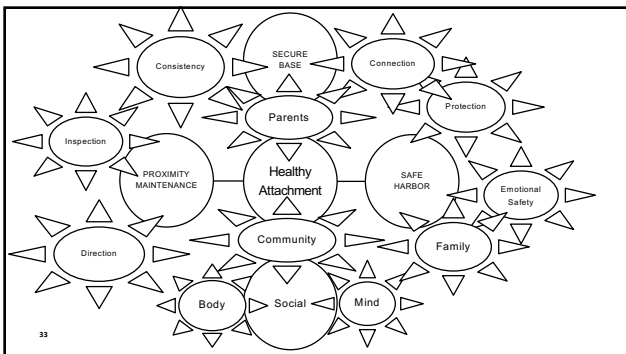 SECURE
BASE
Consistency
Connection
Protection
Parents
Inspection
PROXIMITY
MAINTENANCE
Healthy
Attachment
SAFE
HARBOR
Emotional
Safety
Community
Family
Direction
Body
Social
Mind
33